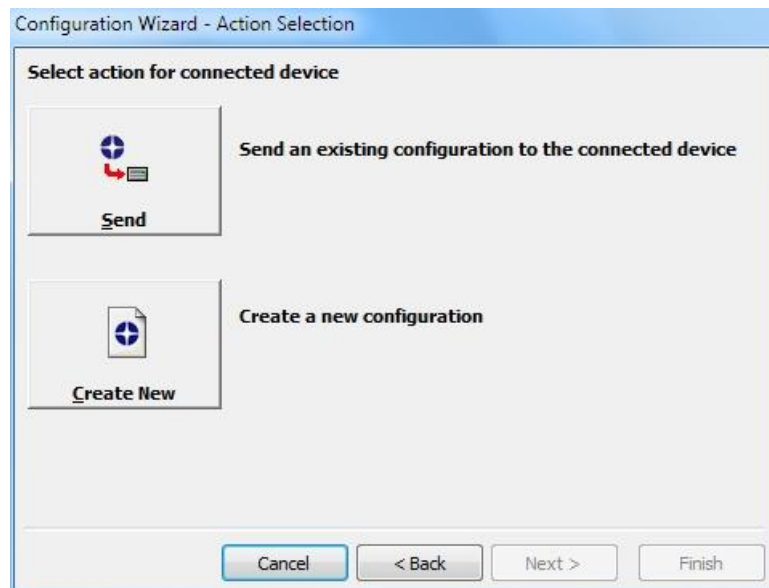 Configuration Wizard - Action Selection
Select action for connected device
Send an existing configuration to the connected device
Send
Create a new configuration
Create New
Cancel
< Back
Next >
Finish